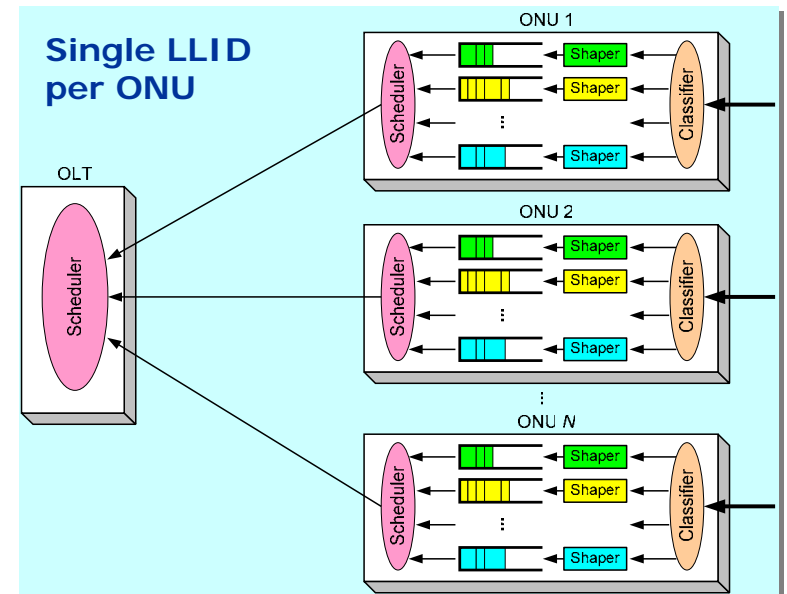 Single LLID
per ONU
OLT
Scheduler
ONU 1
Scheduler
Shaper
Shaper
...
Shaper
Classifier
ONU 2
Scheduler
Shaper
Shaper
...
Shaper
Classifier
...
ONU N
Scheduler
Shaper
Shaper
...
Shaper
Classifier